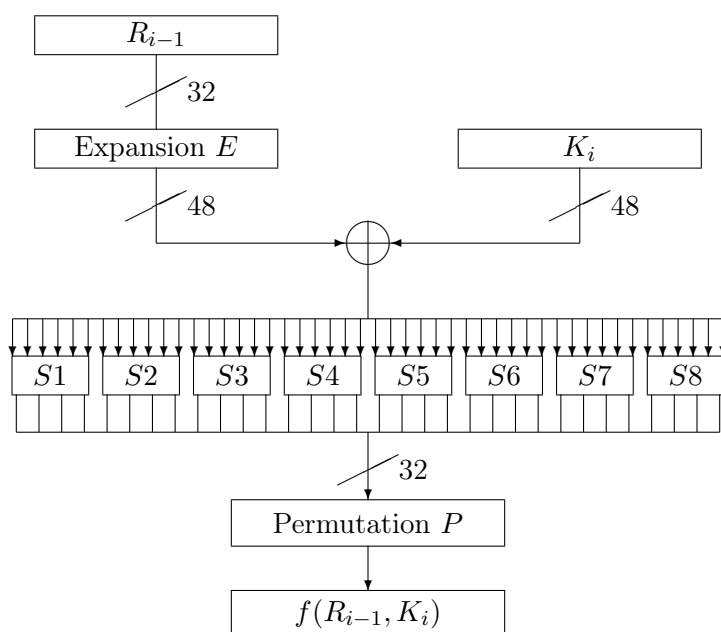 R_{i−1}
32
Expansion E
K_i
48
48
S1 S2 S3 S4 S5 S6 S7 S8
32
Permutation P
f(R_{i−1}, K_i)